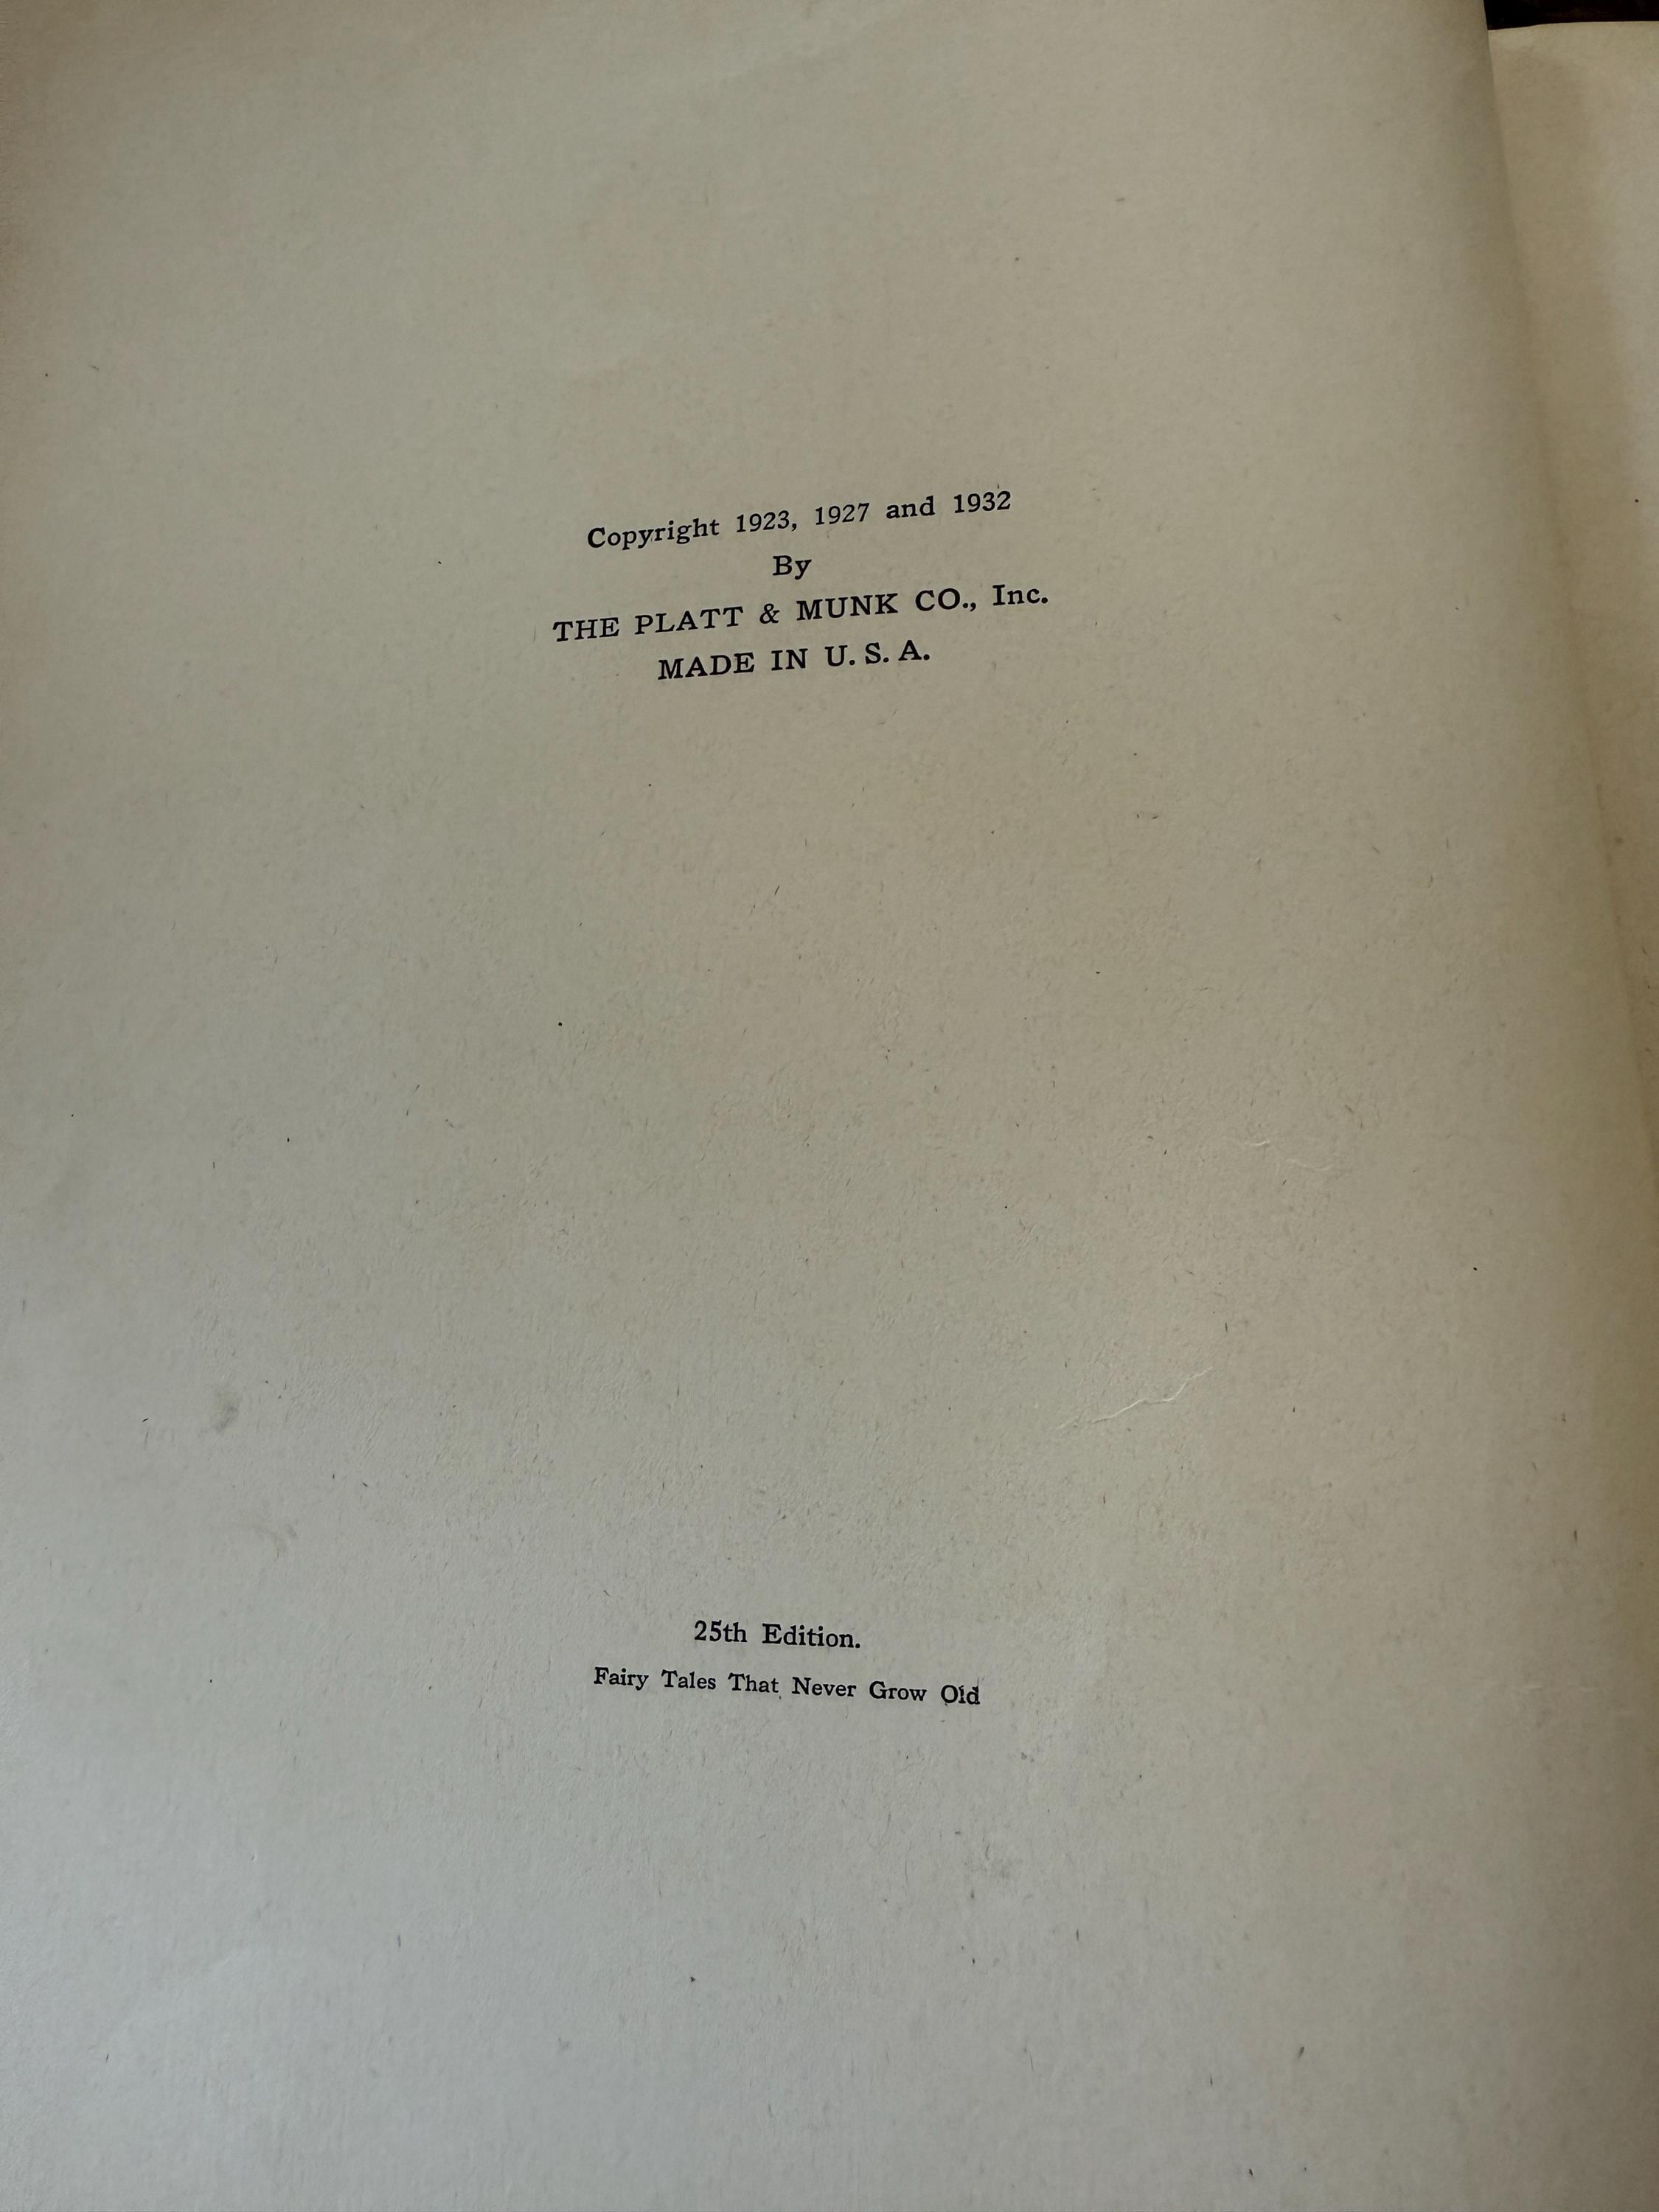 Copyright 1923, 1927 and 1932
By
THE PLATT & MUNK CO., Inc.
MADE IN U. S. A.
25th Edition.
Fairy Tales That Never Grow Old